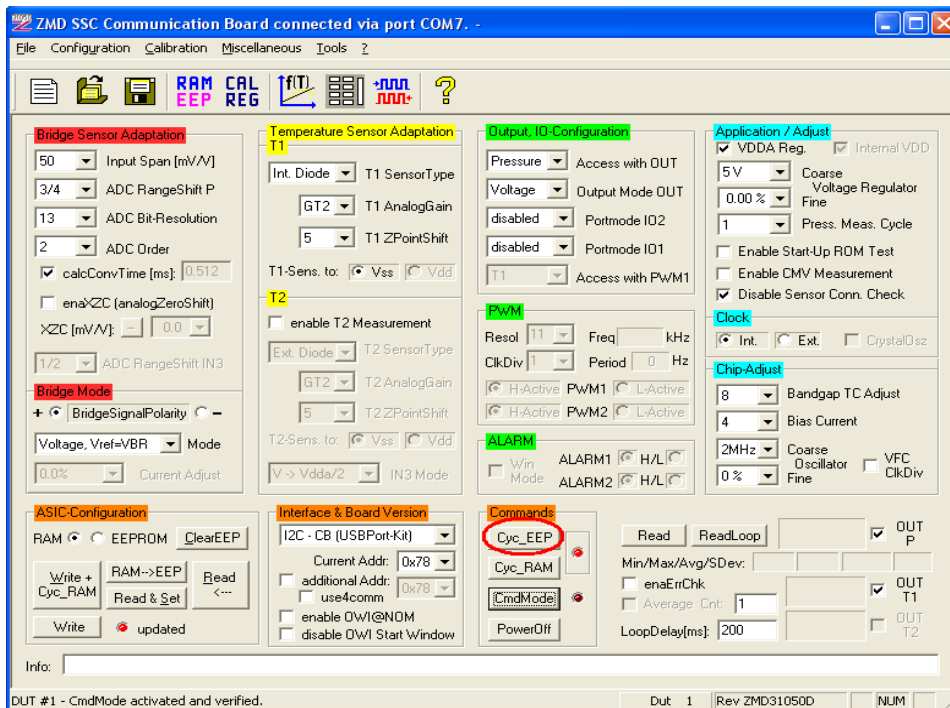 ZMD SSC Communication Board connected via port COM7. -
File Configuration Calibration Miscellaneous Tools ?
RAM EEP
CAL REG
f(T)
Bridge Sensor Adaptation
50 Input Span [mV/V]
3/4 ADC RangeShift P
13 ADC Bit-Resolution
2 ADC Order
calcConvTime [ms]: 0.512
enaXZC (analogZeroShift)
XZC [mV/V]: - 0.0
1/2 ADC RangeShift IN3
Bridge Mode
+ BridgeSignalPolarity -
Voltage, Vref=VBR Mode
0.0% Current Adjust
Temperature Sensor Adaptation
T1
Int. Diode T1 SensorType
GT2 T1 AnalogGain
5 T1 ZPointShift
T1-Sens. to: Vss Vdd
T2
enable T2 Measurement
Ext. Diode T2 SensorType
GT2 T2 AnalogGain
5 T2 ZPointShift
T2-Sens. to: Vss Vdd
V -> Vdda/2 IN3 Mode
Output, IO-Configuration
Pressure Access with OUT
Voltage Output Mode OUT
disabled Portmode IO2
disabled Portmode IO1
T1 Access with PWM1
PWM
Resol 11 Freq kHz
ClkDiv 1 Period 0 Hz
H-Active PWM1 L-Active
H-Active PWM2 L-Active
ALARM
Win Mode
ALARM1 H/L
ALARM2 H/L
Application / Adjust
VDDA Reg. Internal VDD
5 V Coarse
Voltage Regulator
0.00 % Fine
1 Press. Meas. Cycle
Enable Start-Up ROM Test
Enable CMV Measurement
Disable Sensor Conn. Check
Clock
Int. Ext. CrystalOsz
Chip-Adjust
8 Bandgap TC Adjust
4 Bias Current
2MHz Coarse
Oscillator
0 % Fine
VFC ClkDiv
ASIC-Configuration
RAM EEPROM ClearEEP
Write + Cyc_RAM
RAM-->EEP
Read & Set
Read <---
Write updated
Interface & Board Version
I2C - CB (USBPort-Kit)
Current Addr: 0x78
additional Addr: 0x78
use4comm
enable OWI@NOM
disable OWI Start Window
Commands
Cyc_EEP
Cyc_RAM
CmdMode
PowerOff
Read ReadLoop OUT P
Min/Max/Avg/SDev:
enaErrChk OUT T1
Average Cnt: 1
LoopDelay[ms]: 200 OUT T2
Info:
DUT #1 - CmdMode activated and verified. Dut 1 Rev ZMD31050D NUM